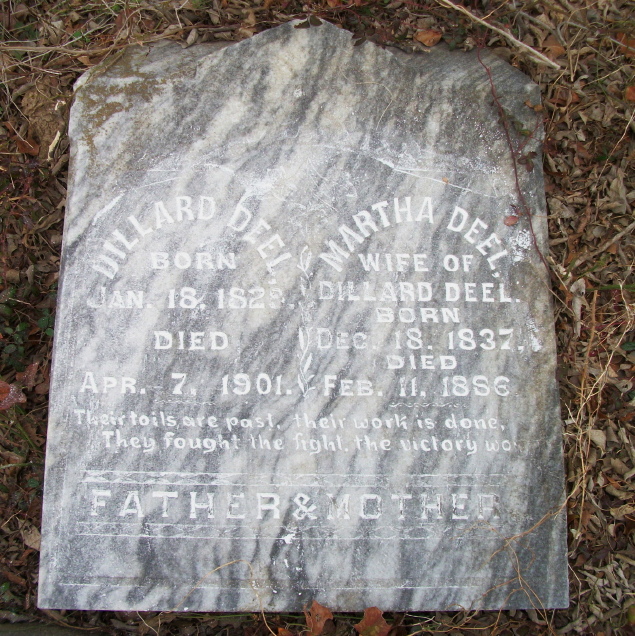 DILLARD DEEL,
BORN
JAN. 18, 1828.
DIED
APR. 7, 1901.
MARTHA DEEL,
WIFE OF
DILLARD DEEL.
BORN
DEC. 18. 1837.
DIED
FEB. 11, 1896
Their toils are past, their work is done,
They fought the fight, the victory
FATHER & MOTHER